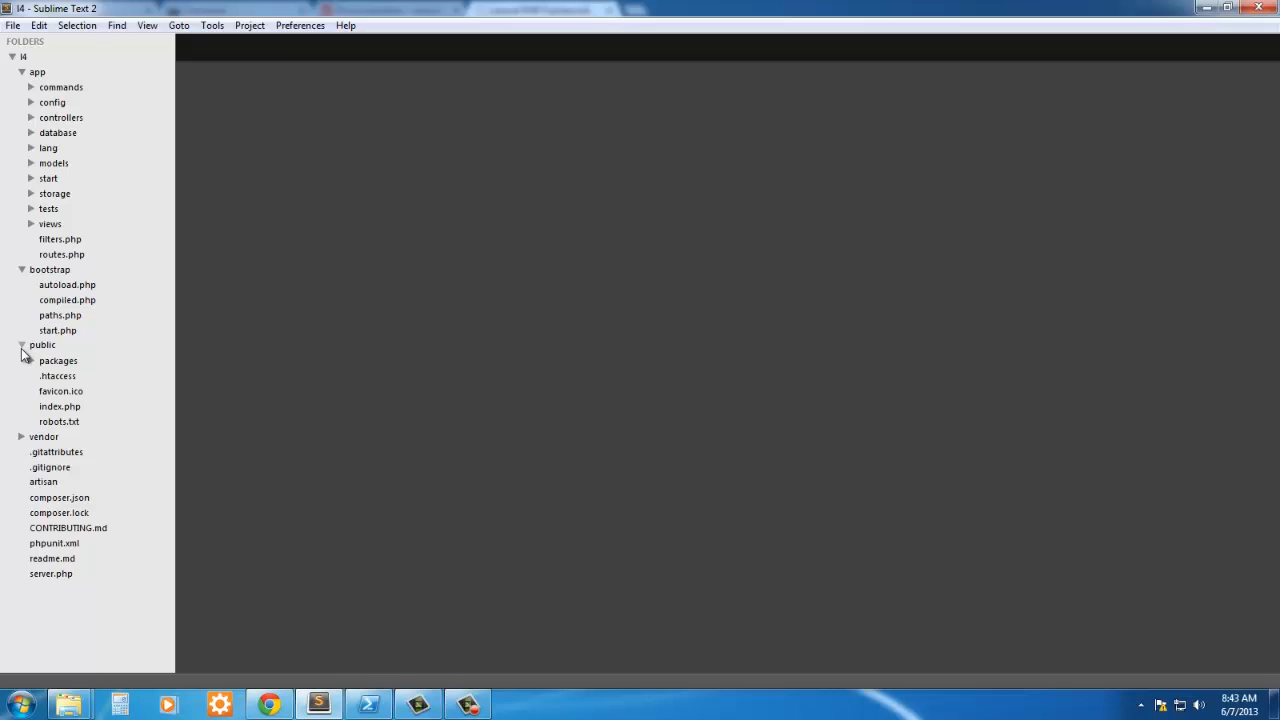 l4 - Sublime Text 2
File Edit Selection Find View Goto Tools Project Preferences Help
FOLDERS
l4
app
commands
config
controllers
database
lang
models
start
storage
tests
views
filters.php
routes.php
bootstrap
autoload.php
compiled.php
paths.php
start.php
public
packages
.htaccess
favicon.ico
index.php
robots.txt
vendor
.gitattributes
.gitignore
artisan
composer.json
composer.lock
CONTRIBUTING.md
phpunit.xml
readme.md
server.php
8:43 AM
6/7/2013